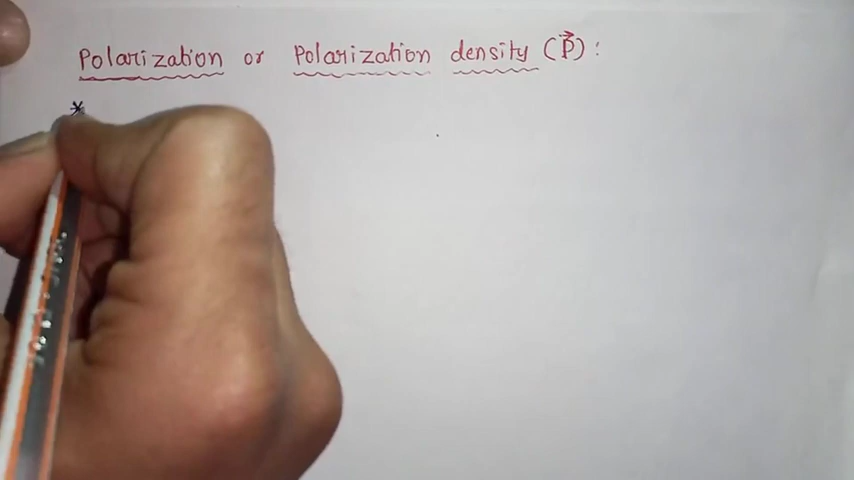 Polarization or Polarization density (P⃗) :
*